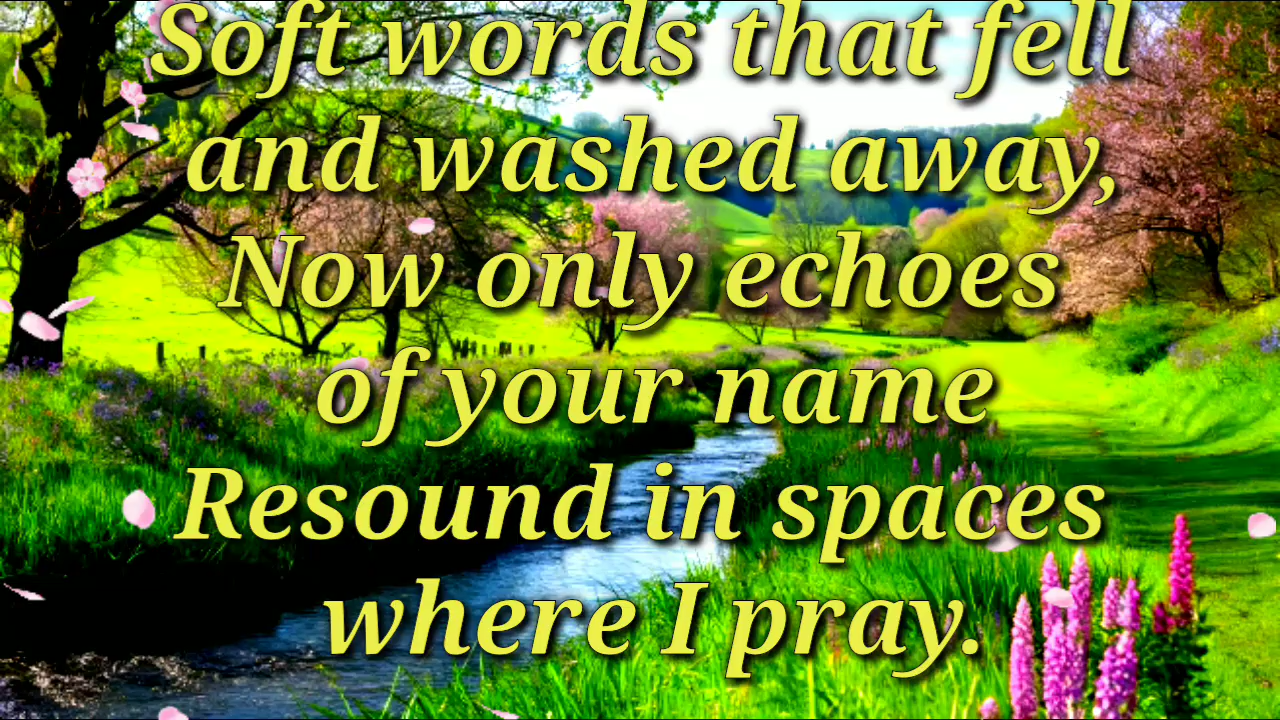 Soft words that fell
and washed away,
Now only echoes
of your name
Resound in spaces
where I pray.